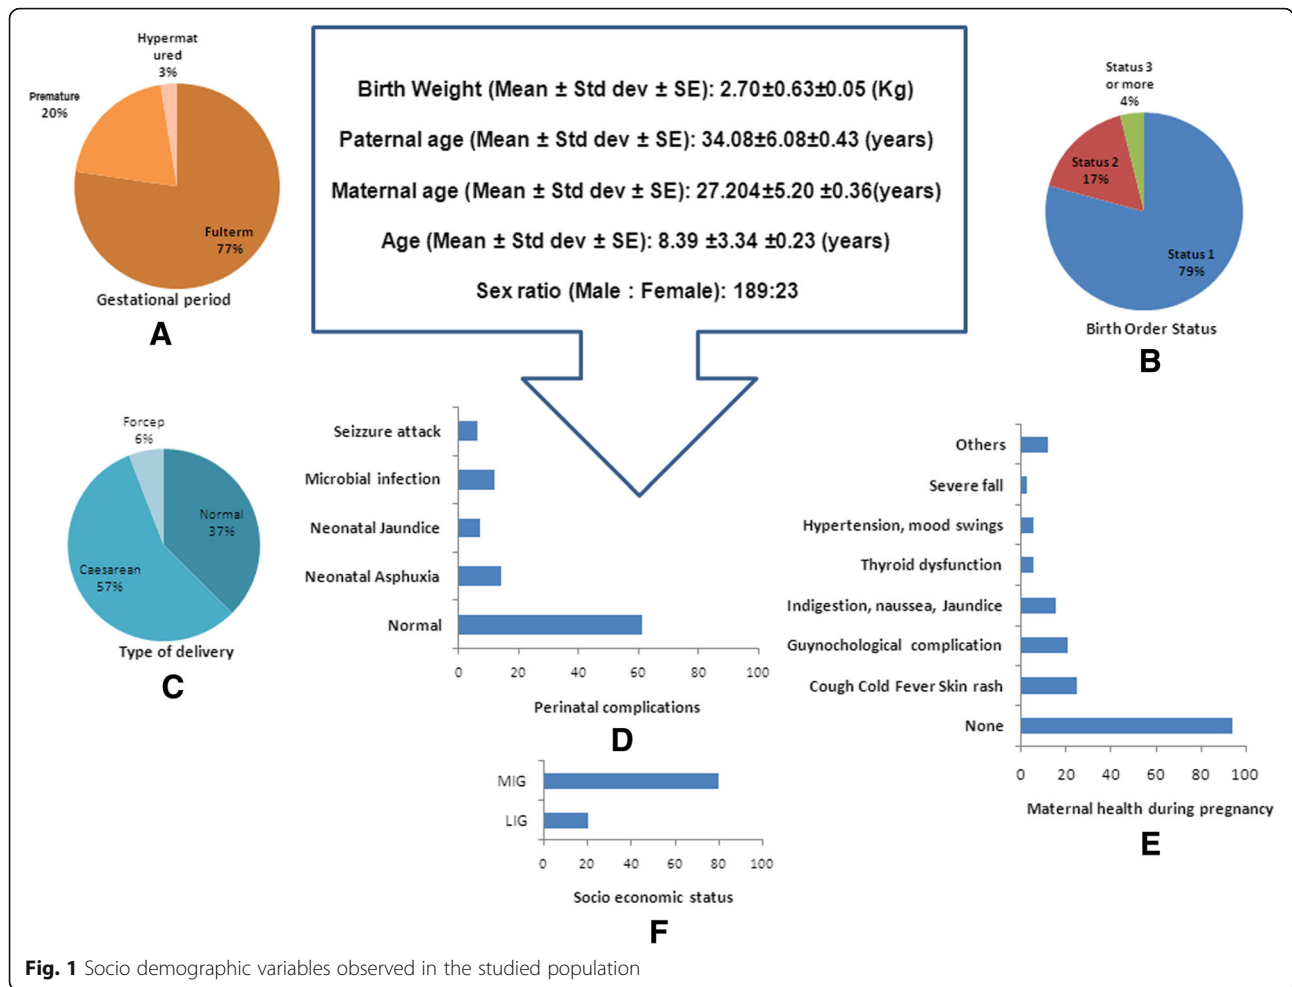 Hypermat
ured
3%
Premature
20%
Fulterm
77%
Gestational period
A
Birth Weight (Mean ± Std dev ± SE): 2.70±0.63±0.05 (Kg)
Paternal age (Mean ± Std dev ± SE): 34.08±6.08±0.43 (years)
Maternal age (Mean ± Std dev ± SE): 27.204±5.20 ±0.36(years)
Age (Mean ± Std dev ± SE): 8.39 ±3.34 ±0.23 (years)
Sex ratio (Male : Female): 189:23
Status 3
or more
4%
Status 2
17%
Status 1
79%
Birth Order Status
B
Forcep
6%
Normal
37%
Caesarean
57%
Type of delivery
C
Seizzure attack
Microbial infection
Neonatal Jaundice
Neonatal Asphuxia
Normal
0 20 40 60 80 100
Perinatal complications
D
Others
Severe fall
Hypertension, mood swings
Thyroid dysfunction
Indigestion, naussea, Jaundice
Guynochological complication
Cough Cold Fever Skin rash
None
0 20 40 60 80 100
Maternal health during pregnancy
E
MIG
LIG
0 20 40 60 80 100
Socio economic status
F
Fig. 1 Socio demographic variables observed in the studied population